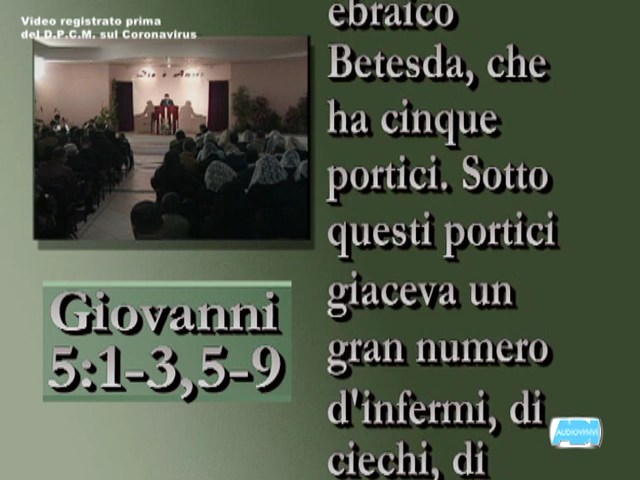 Video registrato prima
del D.P.C.M. sul Coronavirus
Dio è Amore
Giovanni
5:1-3,5-9
ebraico
Betesda, che
ha cinque
portici. Sotto
questi portici
giaceva un
gran numero
d'infermi, di
ciechi, di
AUDIOVISIVI